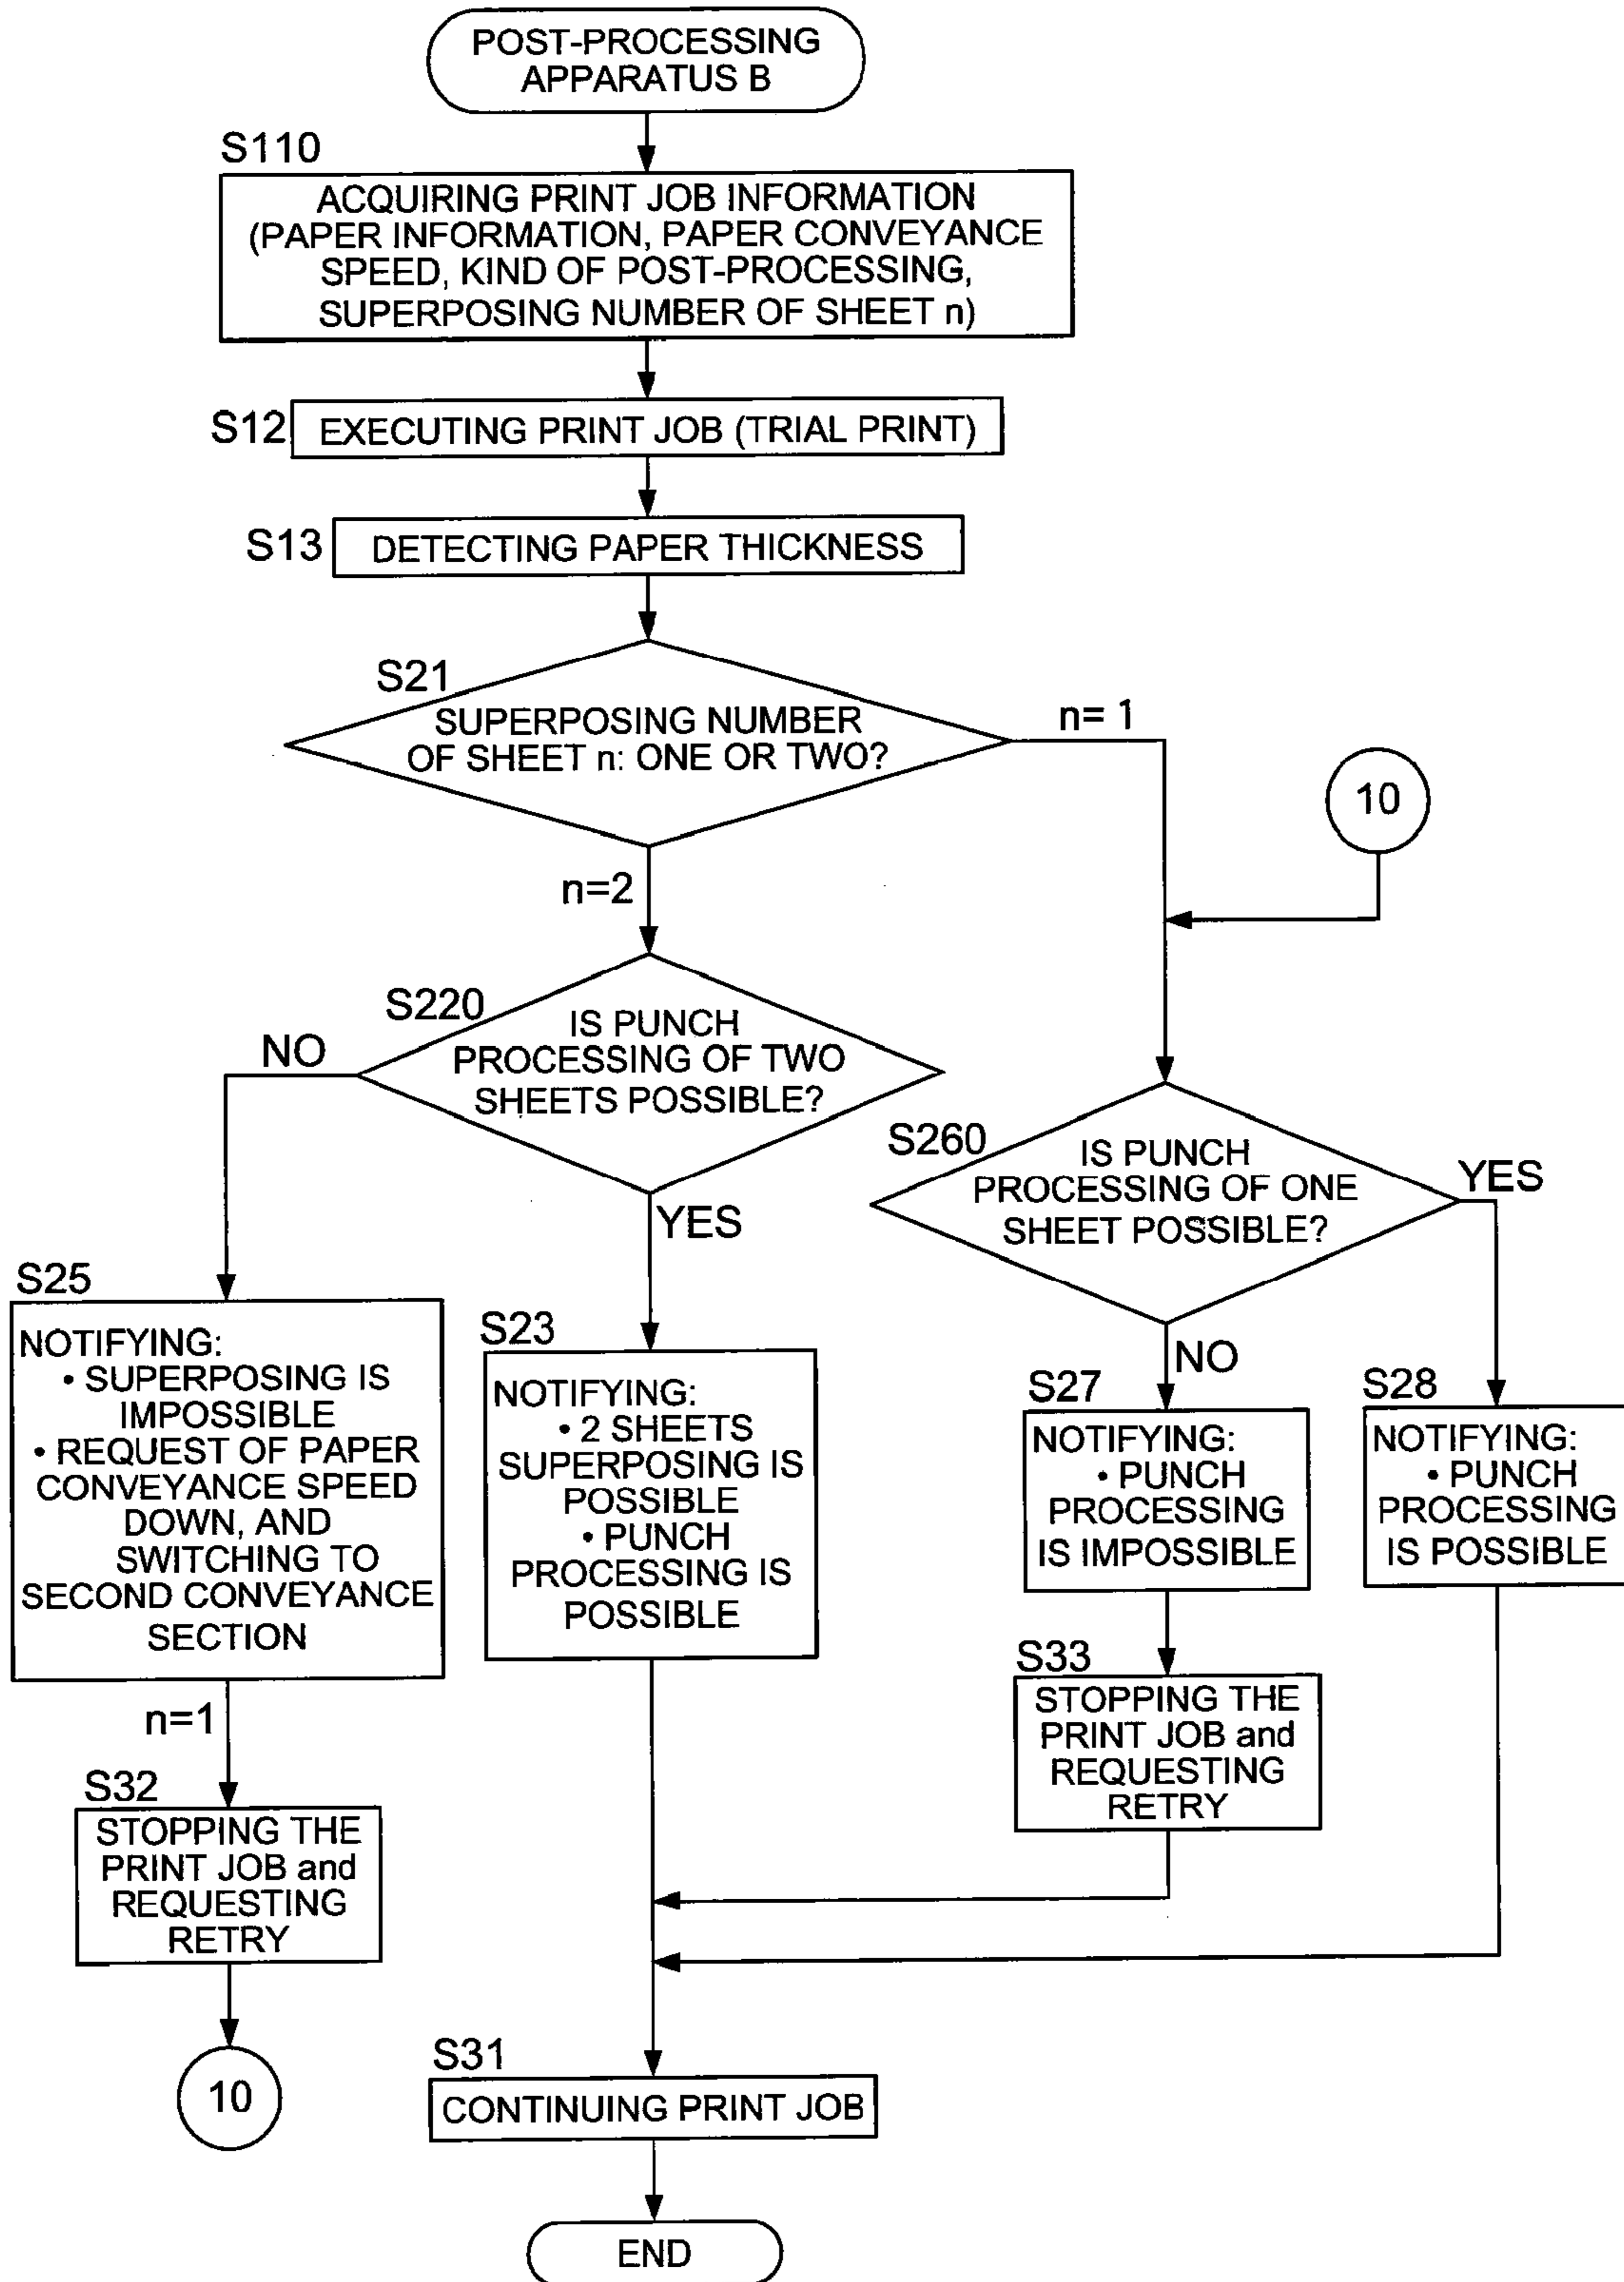 POST-PROCESSING
APPARATUS B
S110
ACQUIRING PRINT JOB INFORMATION
(PAPER INFORMATION, PAPER CONVEYANCE
SPEED, KIND OF POST-PROCESSING,
SUPERPOSING NUMBER OF SHEET n)
S12
EXECUTING PRINT JOB (TRIAL PRINT)
S13
DETECTING PAPER THICKNESS
S21
SUPERPOSING NUMBER
OF SHEET n: ONE OR TWO?
n= 1
10
n=2
S220
IS PUNCH
PROCESSING OF TWO
SHEETS POSSIBLE?
NO
YES
S260
IS PUNCH
PROCESSING OF ONE
SHEET POSSIBLE?
YES
NO
S25
NOTIFYING:
• SUPERPOSING IS
IMPOSSIBLE
• REQUEST OF PAPER
CONVEYANCE SPEED
DOWN, AND
SWITCHING TO
SECOND CONVEYANCE
SECTION
S23
NOTIFYING:
• 2 SHEETS
SUPERPOSING IS
POSSIBLE
• PUNCH
PROCESSING IS
POSSIBLE
S27
NOTIFYING:
• PUNCH
PROCESSING
IS IMPOSSIBLE
S28
NOTIFYING:
• PUNCH
PROCESSING
IS POSSIBLE
n=1
S32
STOPPING THE
PRINT JOB and
REQUESTING
RETRY
S33
STOPPING THE
PRINT JOB and
REQUESTING
RETRY
10
S31
CONTINUING PRINT JOB
END